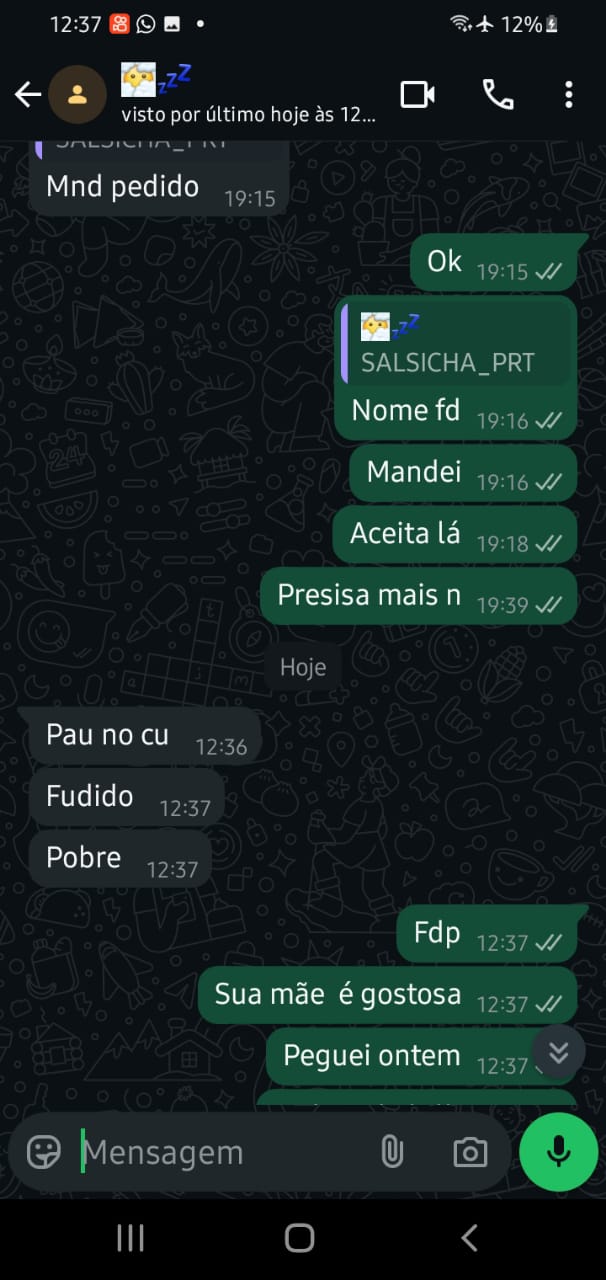 12:37
12%
zZZ
visto por último hoje às 12...
SALSICHA_PRT
Mnd pedido 19:15
Ok 19:15
zZZ
SALSICHA_PRT
Nome fd 19:16
Mandei 19:16
Aceita lá 19:18
Presisa mais n 19:39
Hoje
Pau no cu 12:36
Fudido 12:37
Pobre 12:37
Fdp 12:37
Sua mãe é gostosa 12:37
Peguei ontem 12:37
Mensagem